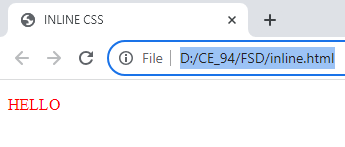 INLINE CSS
File D:/CE_94/FSD/inline.html
HELLO